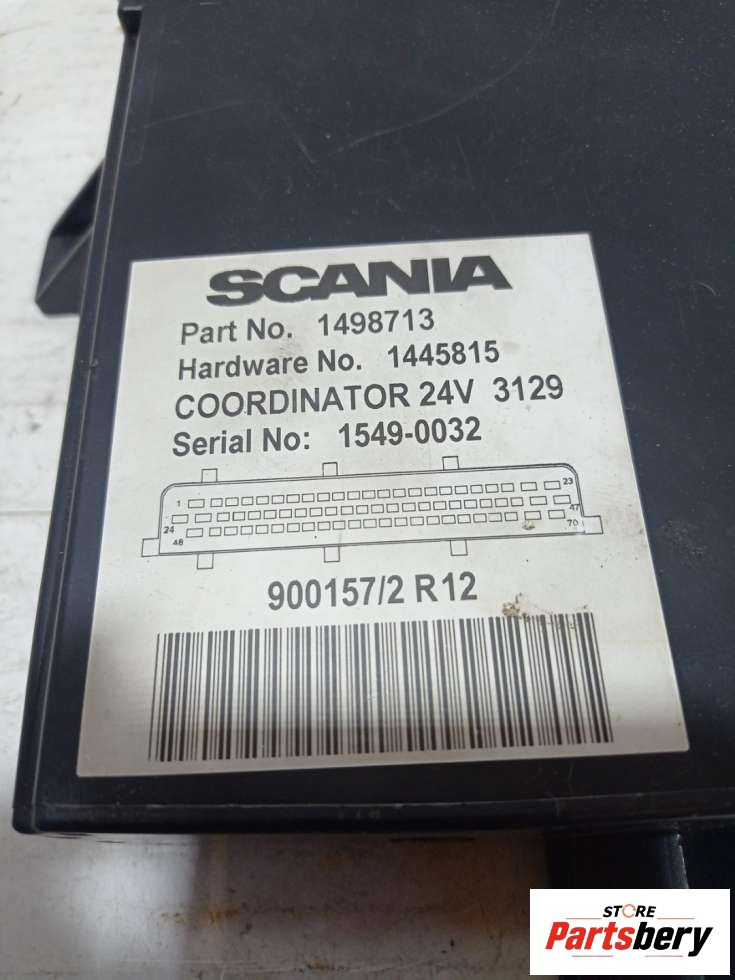 SCANIA
Part No. 1498713
Hardware No. 1445815
COORDINATOR 24V 3129
Serial No: 1549-0032
1 23
24 47
48 70
900157/2 R12
STORE
Partsbery